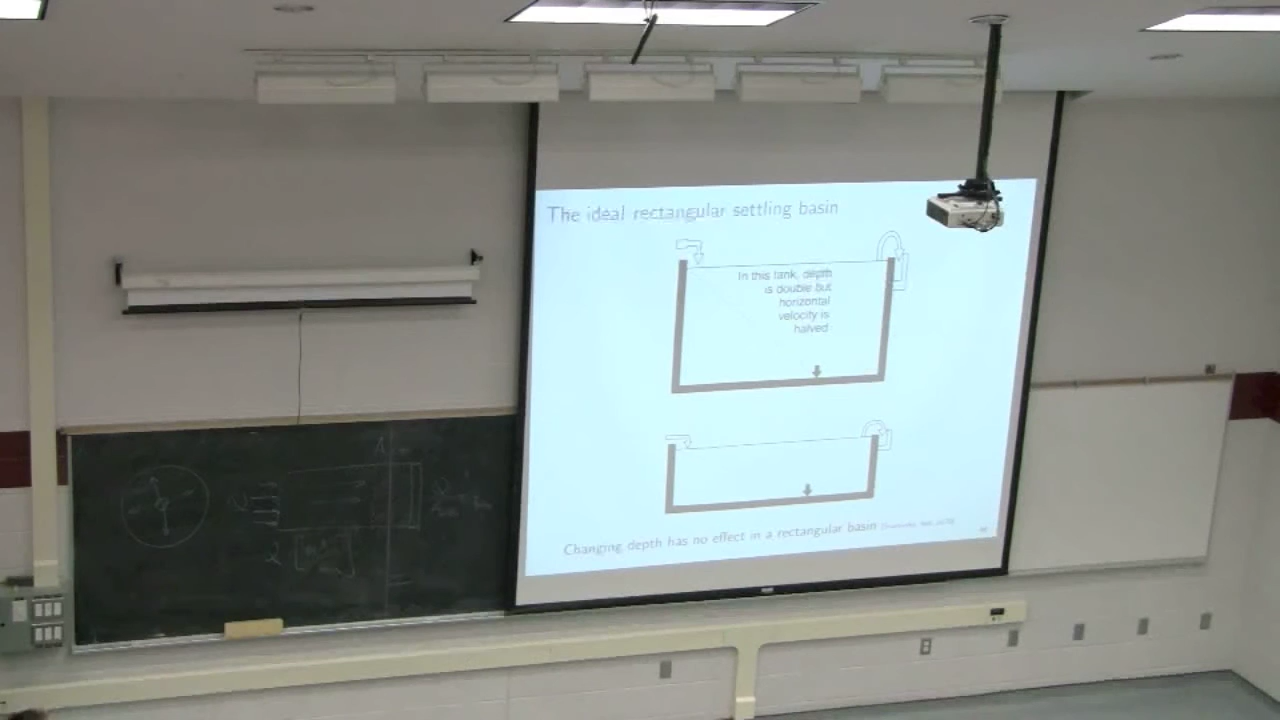 The ideal rectangular settling basin
In this tank, depth
is double but
horizontal
velocity is
halved
Changing depth has no effect in a rectangular basin